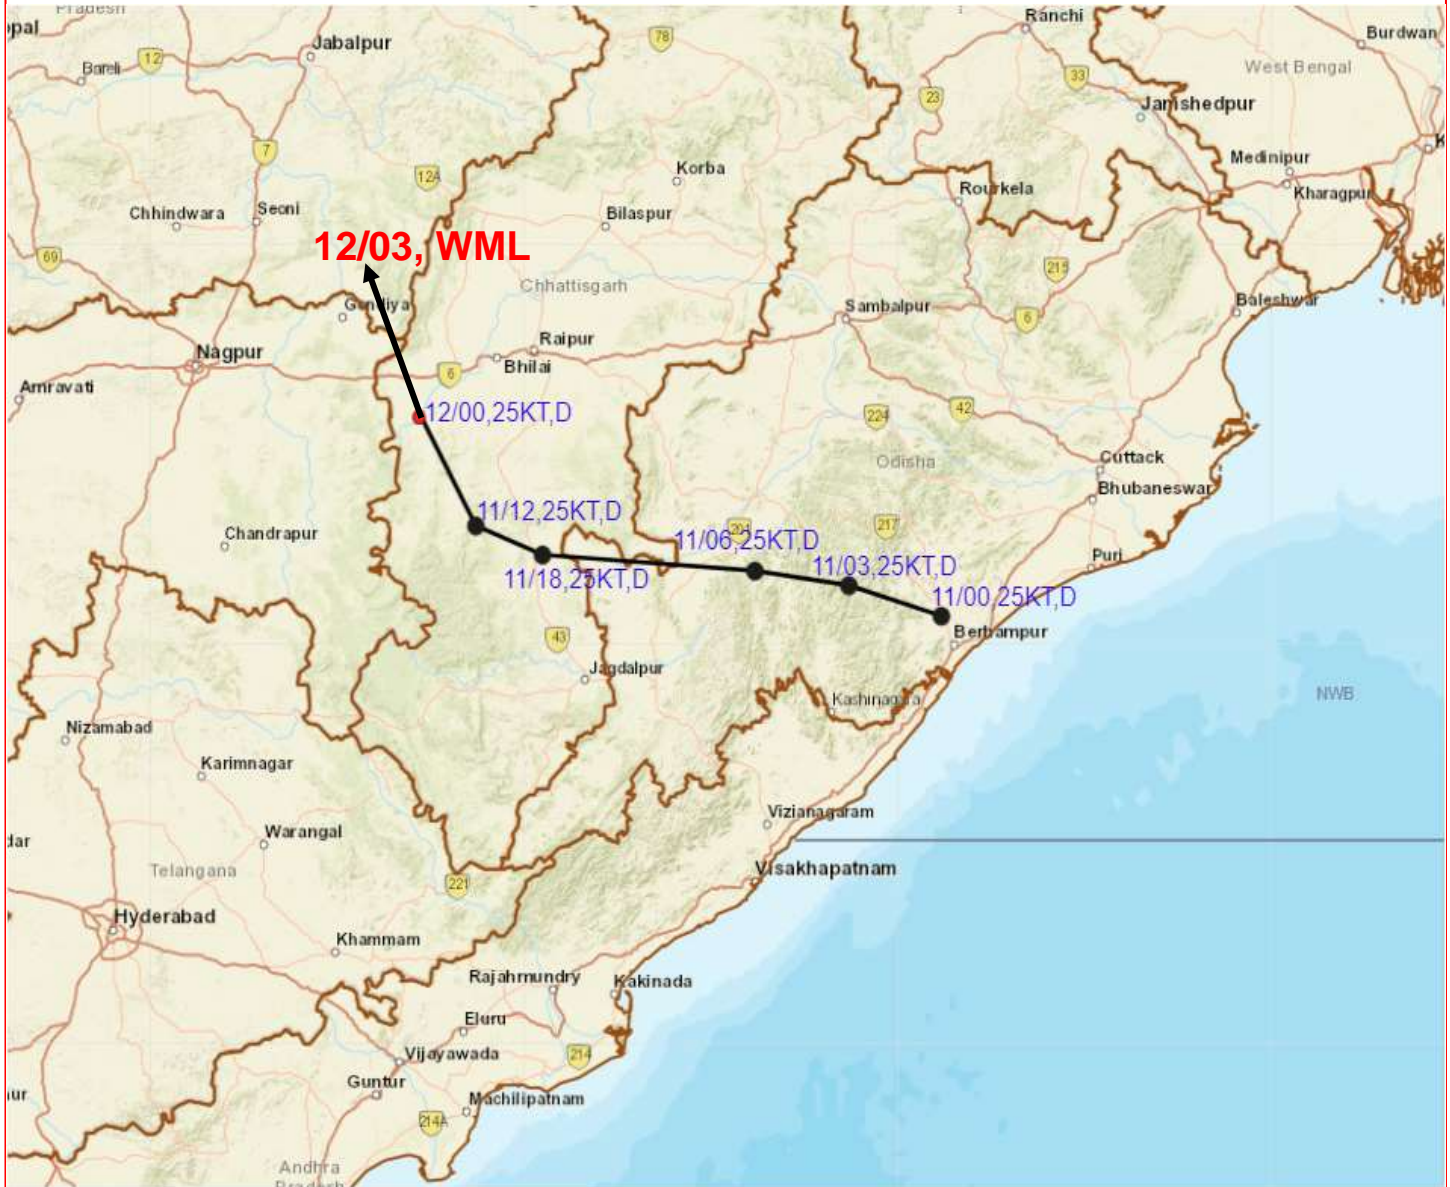 Pradesh
Ranchi
opal
Jabalpur
78
Burdwan
12
Bareli
West Bengal
33
23
Jamshedpur
7
Medinipur
K
12A
Korba
Rourkela
Kharagpur
Chhindwara
Seoni
Bilaspur
12/03, WML
69
215
Chhattisgarh
Gondiya
Sambalpur
Baleshwar
6
Raipur
Nagpur
Bhilai
6
Amravati
12/00,25KT,D
224
42
Cuttack
Odisha
Bhubaneswar
11/12,25KT,D
201
217
Chandrapur
11/06,25KT,D
Puri
11/18,25KT,D
11/03,25KT,D
11/00,25KT,D
43
Berhampur
Jagdalpur
NWB
Kashinagara
Nizamabad
Karimnagar
Vizianagaram
Warangal
dar
Telangana
Visakhapatnam
221
Hyderabad
Khammam
Rajahmundry
Kakinada
Eluru
Vijayawada
214
Guntur
ur
Machilipatnam
214A
Andhra
Pradesh